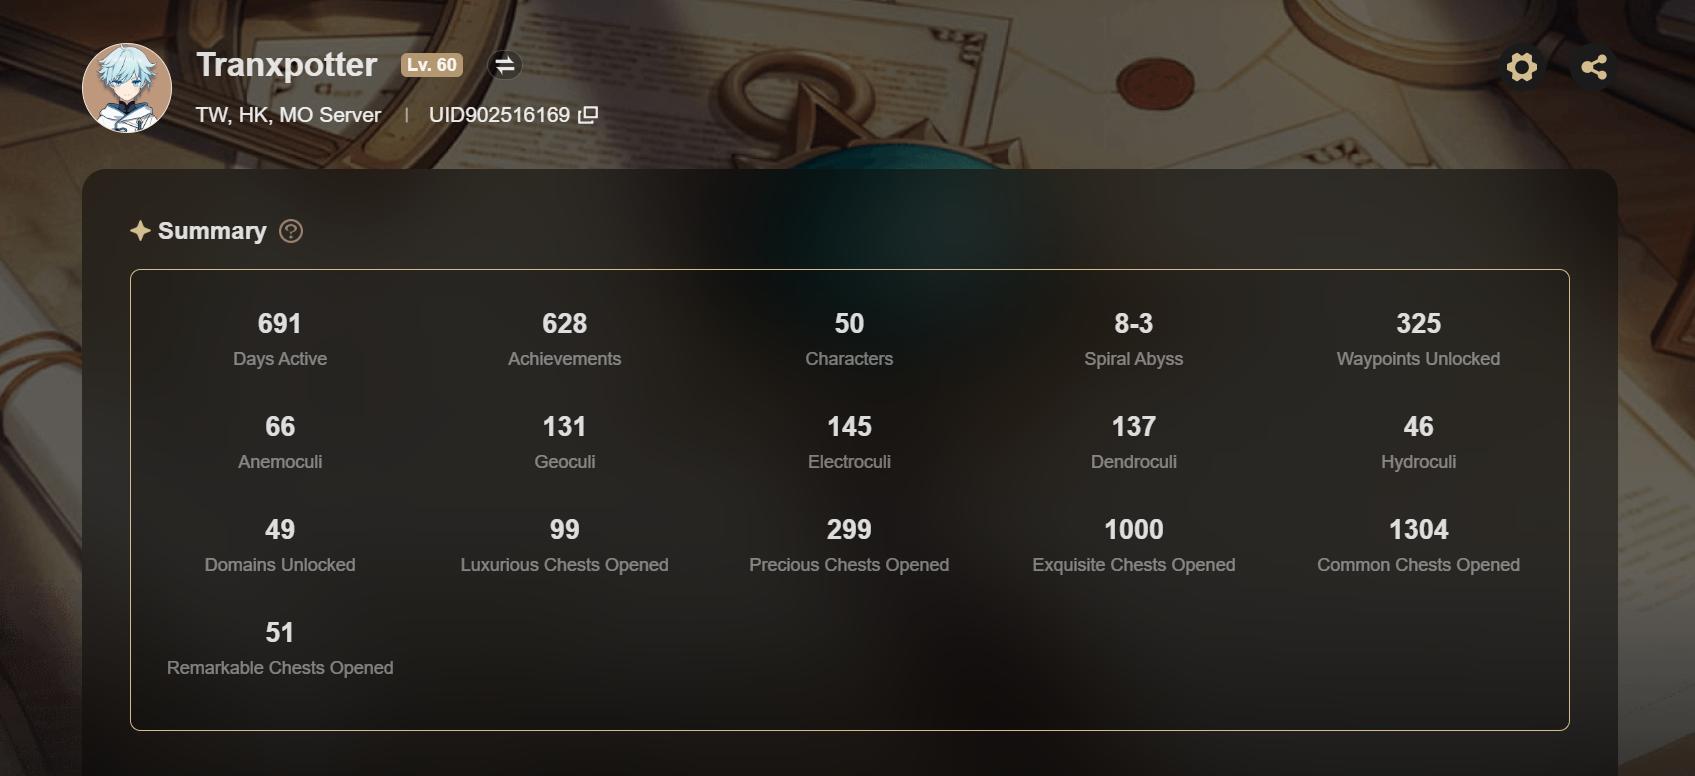 Tranxpotter Lv. 60
TW, HK, MO Server | UID902516169
Summary ?
691 628 50 8-3 325
Days Active Achievements Characters Spiral Abyss Waypoints Unlocked
66 131 145 137 46
Anemoculi Geoculi Electroculi Dendroculi Hydroculi
49 99 299 1000 1304
Domains Unlocked Luxurious Chests Opened Precious Chests Opened Exquisite Chests Opened Common Chests Opened
51
Remarkable Chests Opened